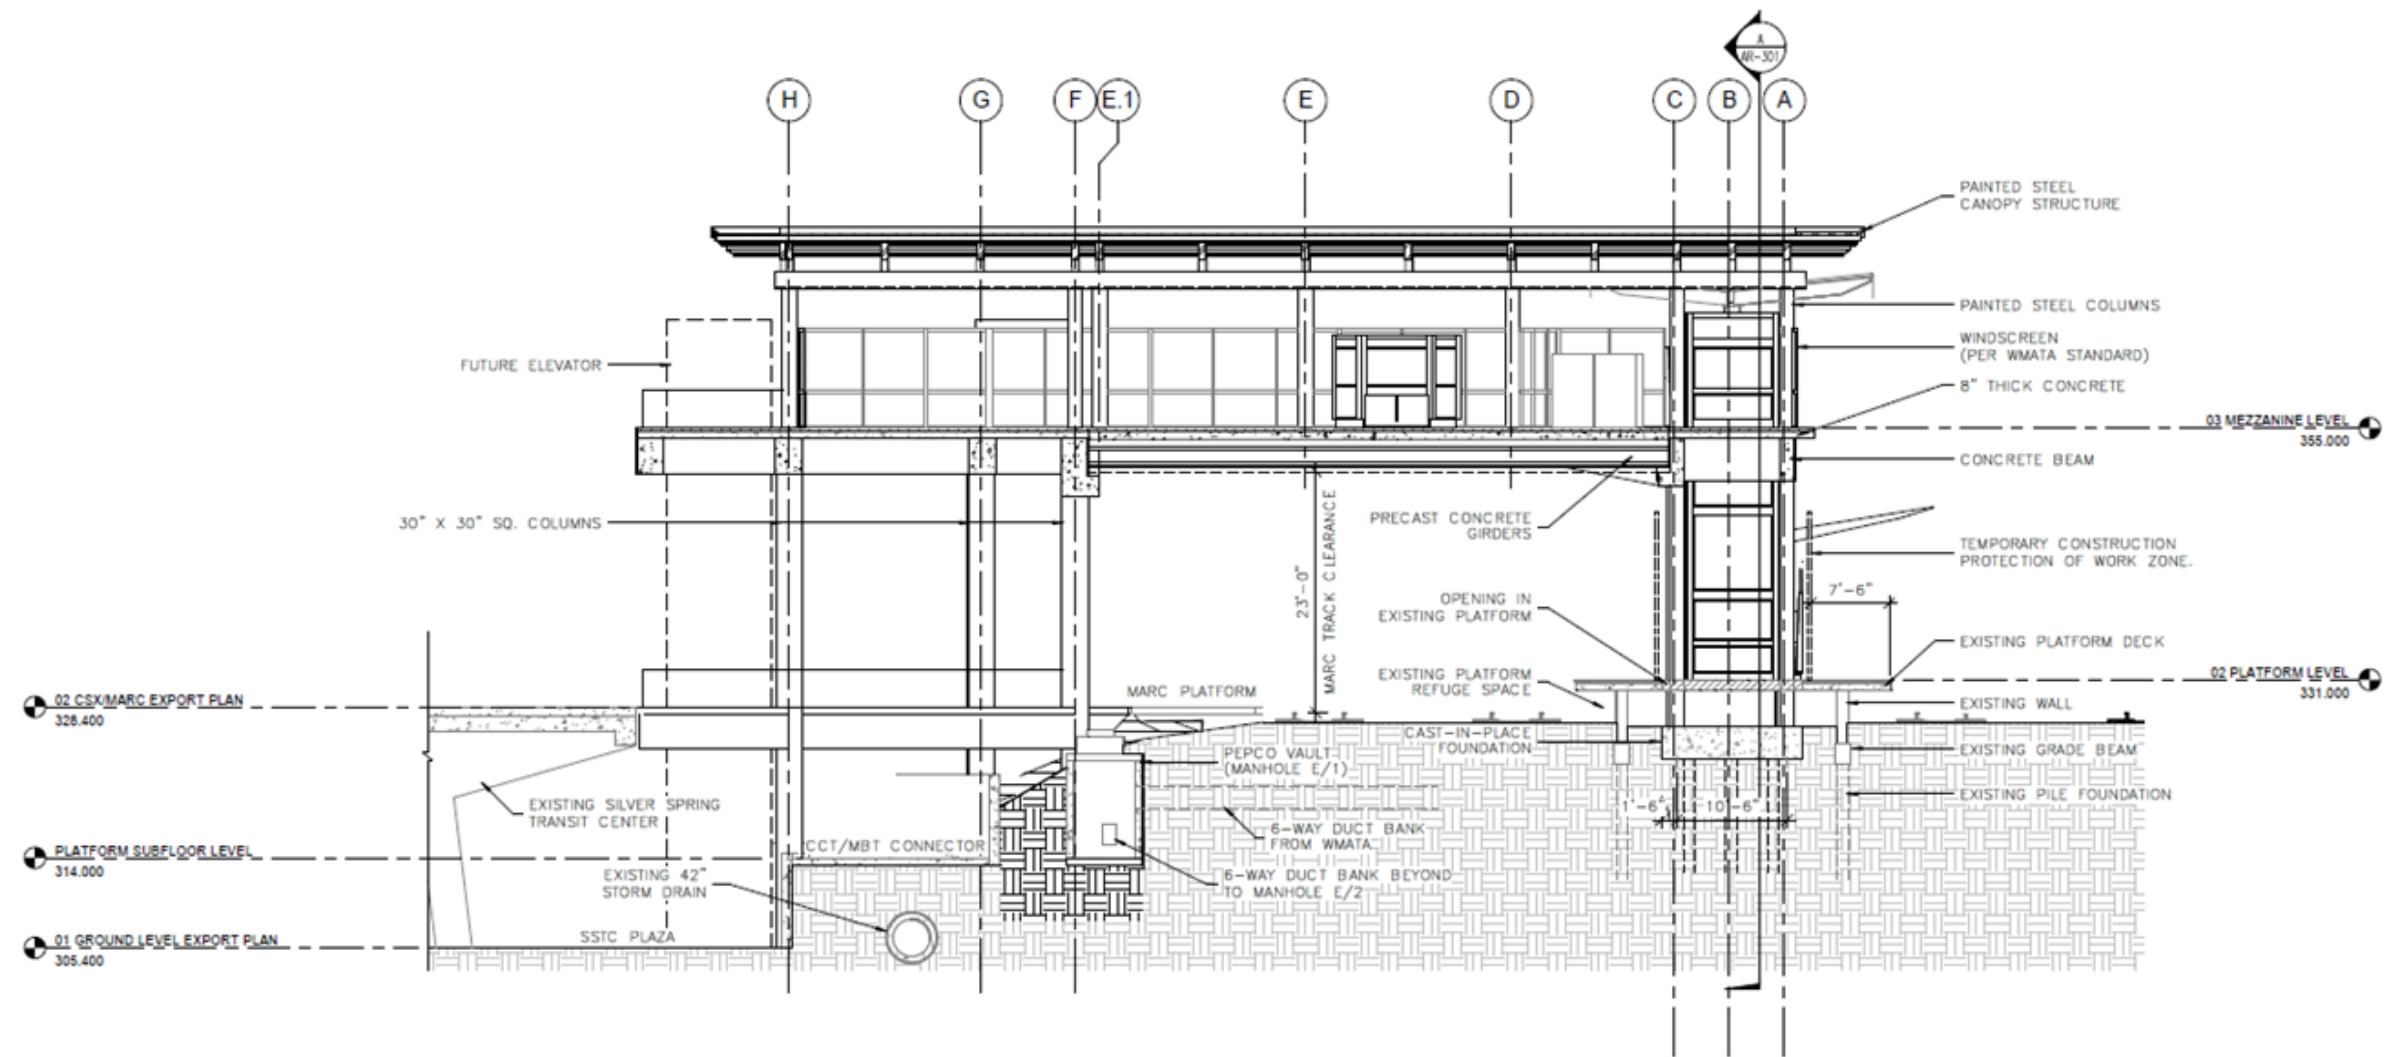 A
AR-301
H
G
F
E.1
E
D
C
B
A
PAINTED STEEL
CANOPY STRUCTURE
PAINTED STEEL COLUMNS
WINDSCREEN
(PER WMATA STANDARD)
8" THICK CONCRETE
FUTURE ELEVATOR
03 MEZZANINE LEVEL
355.000
CONCRETE BEAM
30" X 30" SQ. COLUMNS
PRECAST CONCRETE
GIRDERS
23'-0"
MARC TRACK CLEARANCE
TEMPORARY CONSTRUCTION
PROTECTION OF WORK ZONE.
7'-6"
OPENING IN
EXISTING PLATFORM
EXISTING PLATFORM DECK
EXISTING PLATFORM
REFUGE SPACE
02 PLATFORM LEVEL
331.000
MARC PLATFORM
02 CSX/MARC EXPORT PLAN
328.400
EXISTING WALL
CAST-IN-PLACE
FOUNDATION
EXISTING GRADE BEAM
PEPCO VAULT
(MANHOLE E/1)
EXISTING PILE FOUNDATION
1'-6"
10'-6"
EXISTING SILVER SPRING
TRANSIT CENTER
6-WAY DUCT BANK
FROM WMATA
CCT/MBT CONNECTOR
PLATFORM SUBFLOOR LEVEL
314.000
EXISTING 42"
STORM DRAIN
6-WAY DUCT BANK BEYOND
TO MANHOLE E/2
SSTC PLAZA
01 GROUND LEVEL EXPORT PLAN
305.400